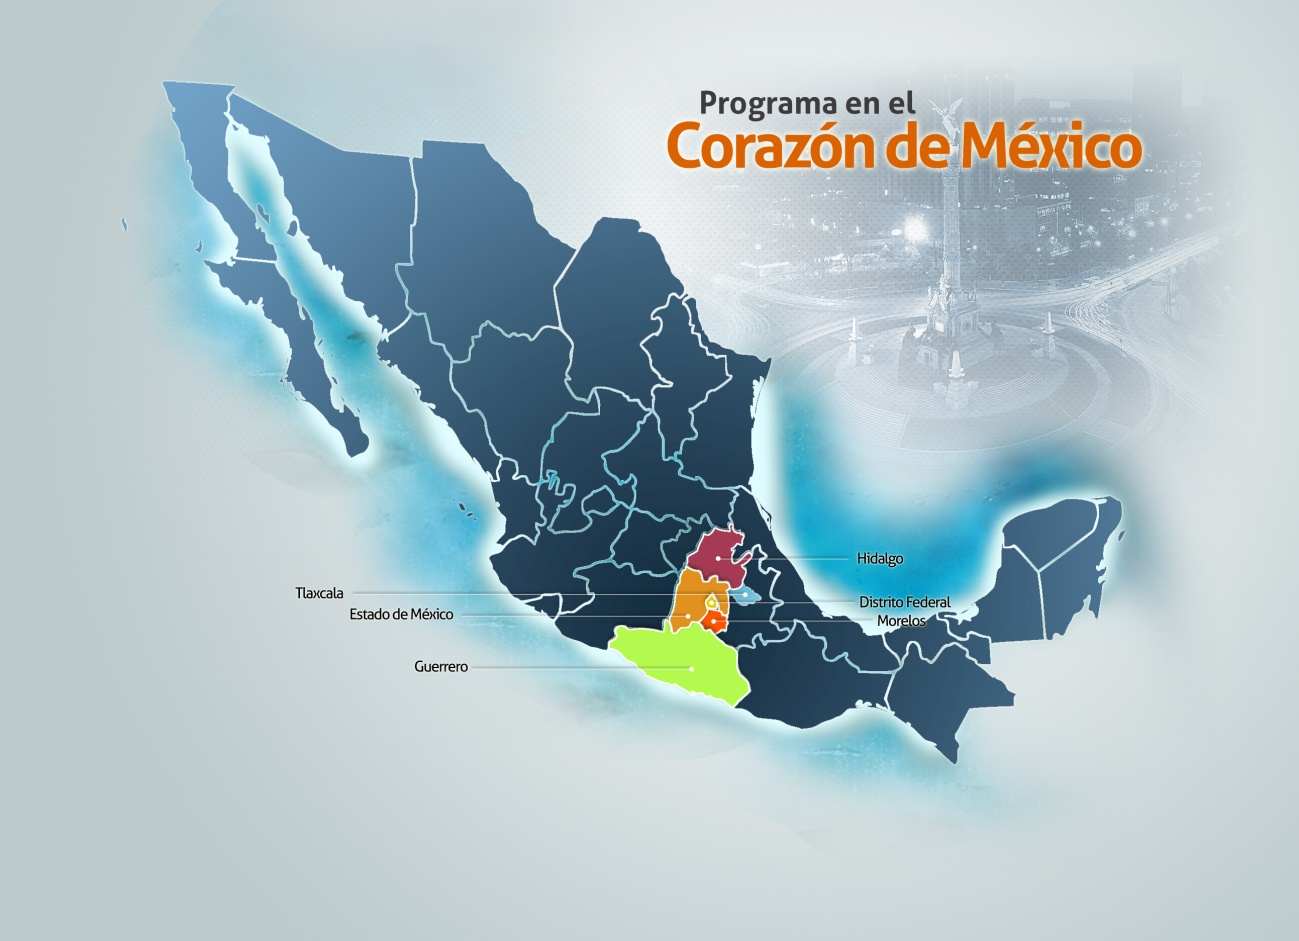 Programa en el
Corazón de México
Hidalgo
Tlaxcala
Distrito Federal
Estado de México
Morelos
Guerrero